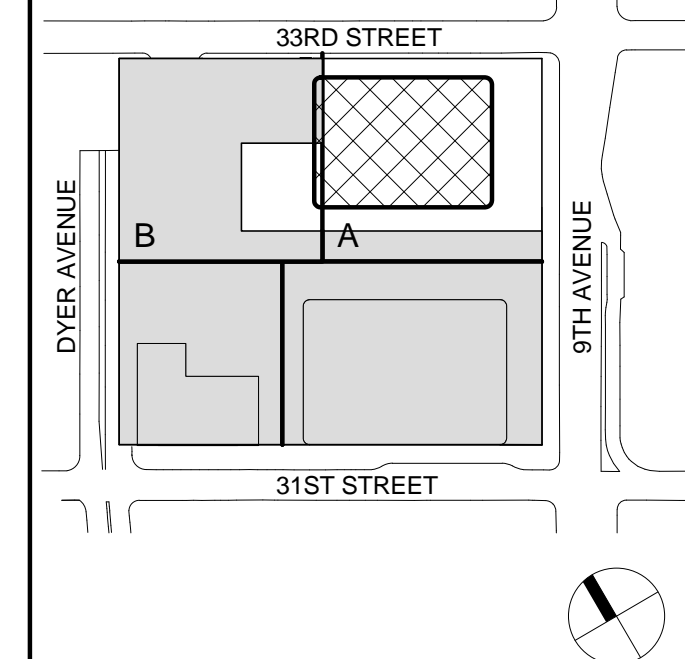 33RD STREET
DYER AVENUE
B
A
9TH AVENUE
31ST STREET